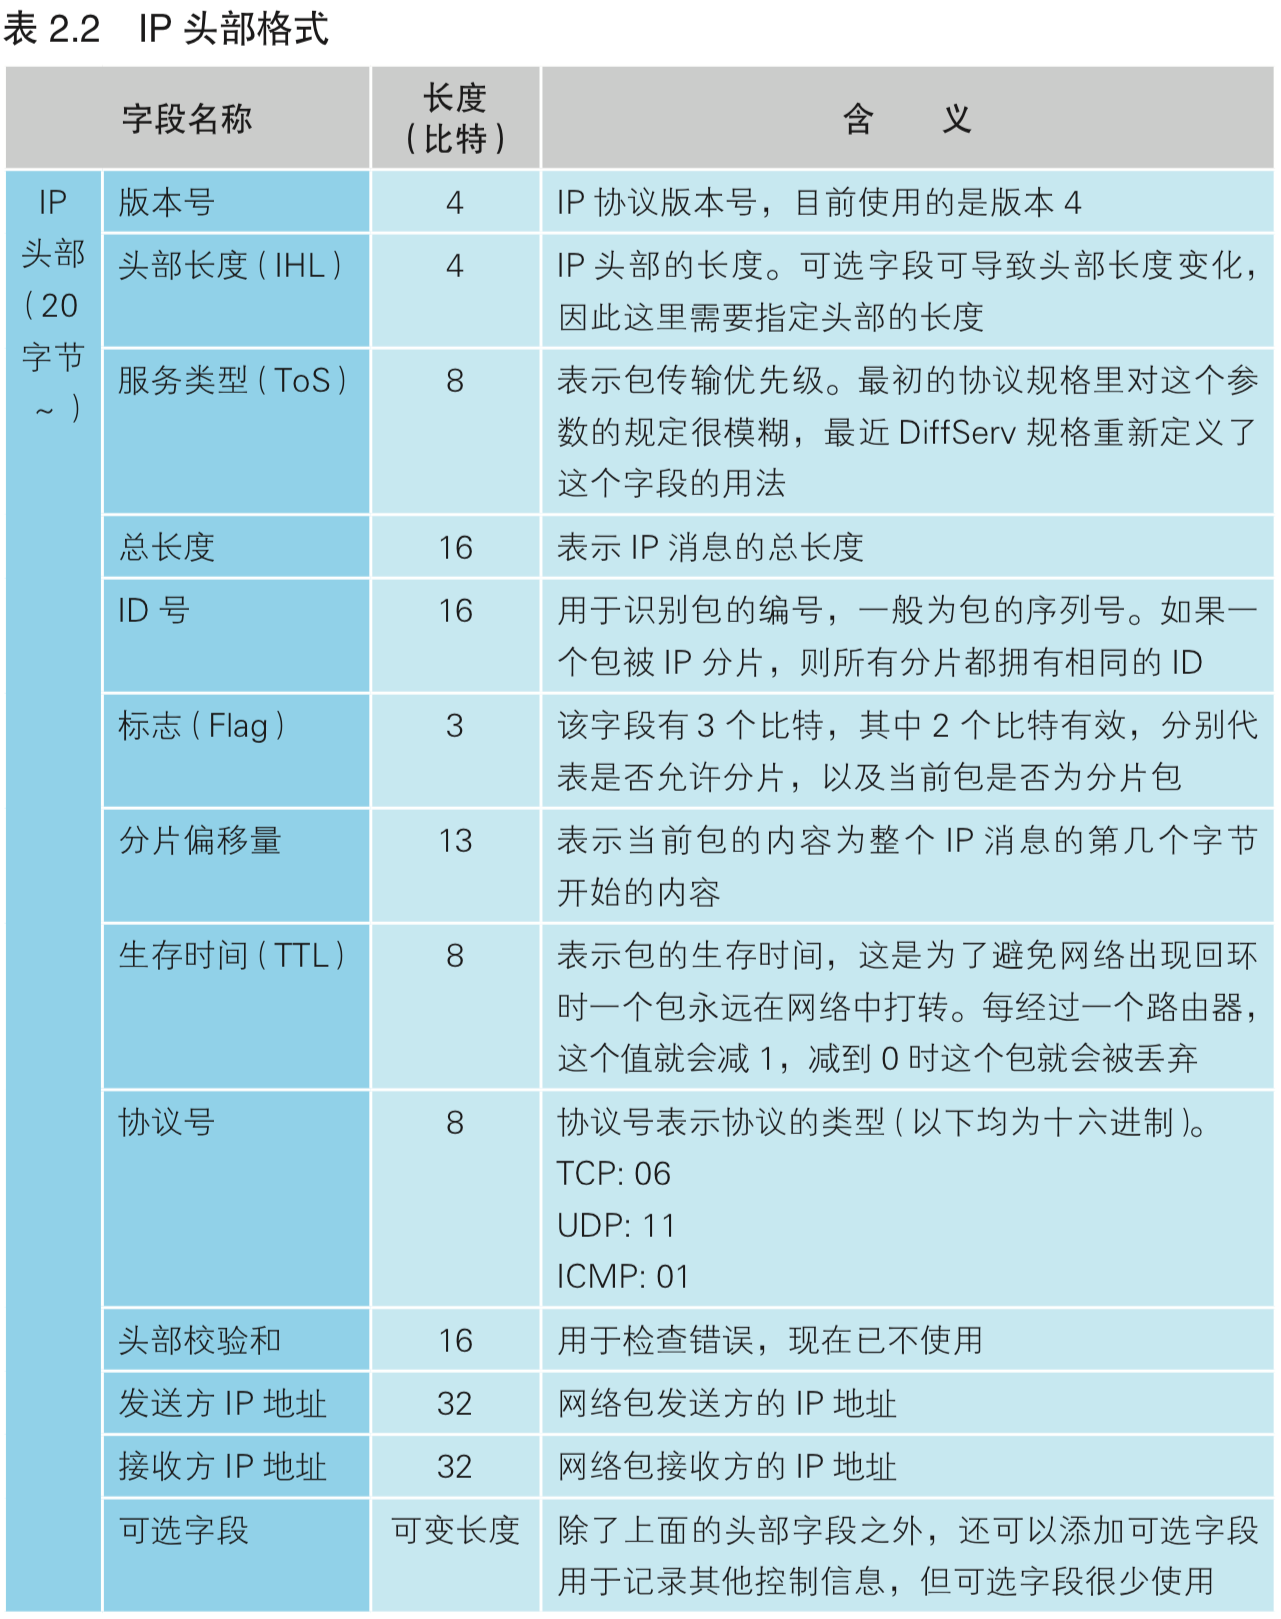 表 2.2 IP 头部格式
字段名称
长度
（比特）
含 义
IP
头部
（20
字节
~ ）
版本号
4
IP 协议版本号，目前使用的是版本 4
头部长度（IHL）
4
IP 头部的长度。可选字段可导致头部长度变化，
因此这里需要指定头部的长度
服务类型（ToS）
8
表示包传输优先级。最初的协议规格里对这个参
数的规定很模糊，最近 DiffServ 规格重新定义了
这个字段的用法
总长度
16
表示 IP 消息的总长度
ID 号
16
用于识别包的编号，一般为包的序列号。如果一
个包被 IP 分片，则所有分片都拥有相同的 ID
标志（Flag）
3
该字段有 3 个比特，其中 2 个比特有效，分别代
表是否允许分片，以及当前包是否为分片包
分片偏移量
13
表示当前包的内容为整个 IP 消息的第几个字节
开始的内容
生存时间（TTL）
8
表示包的生存时间，这是为了避免网络出现回环
时一个包永远在网络中打转。每经过一个路由器，
这个值就会减 1，减到 0 时这个包就会被丢弃
协议号
8
协议号表示协议的类型（以下均为十六进制）。
TCP: 06
UDP: 11
ICMP: 01
头部校验和
16
用于检查错误，现在已不使用
发送方 IP 地址
32
网络包发送方的 IP 地址
接收方 IP 地址
32
网络包接收方的 IP 地址
可选字段
可变长度
除了上面的头部字段之外，还可以添加可选字段
用于记录其他控制信息，但可选字段很少使用